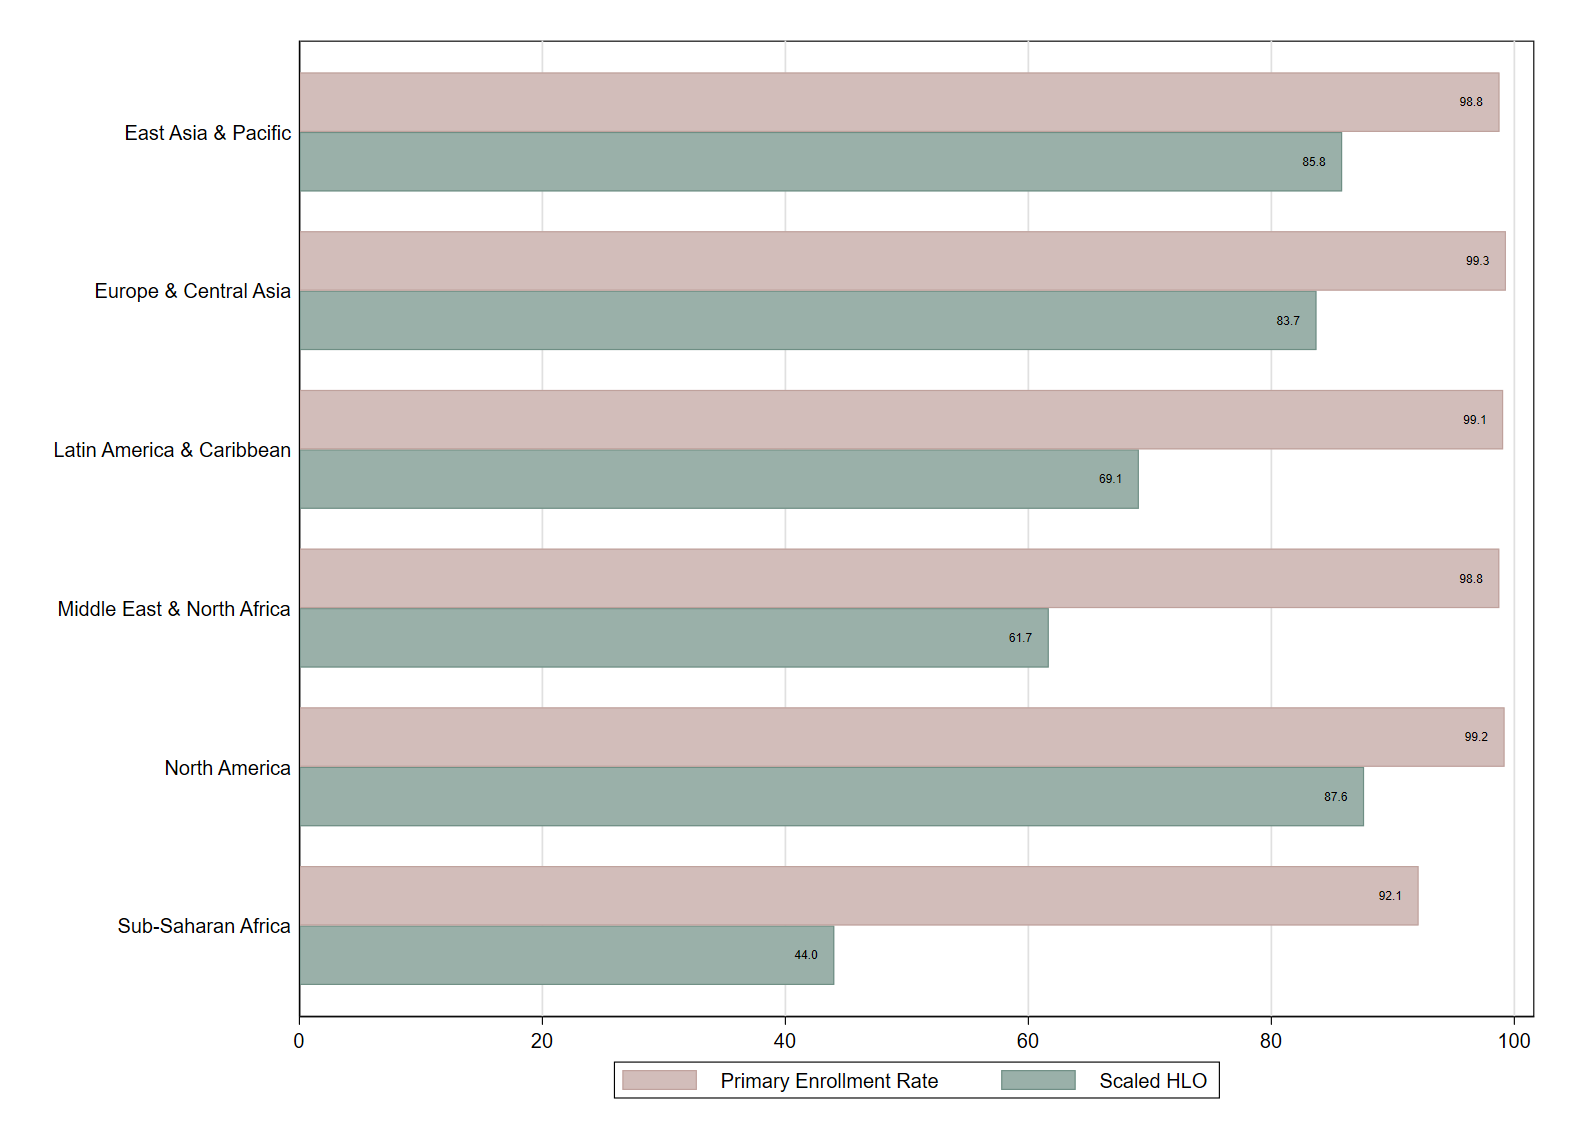 98.8
East Asia & Pacific
85.8
99.3
Europe & Central Asia
83.7
99.1
Latin America & Caribbean
69.1
98.8
Middle East & North Africa
61.7
99.2
North America
87.6
92.1
Sub-Saharan Africa
44.0
0 20 40 60 80 100
Primary Enrollment Rate Scaled HLO